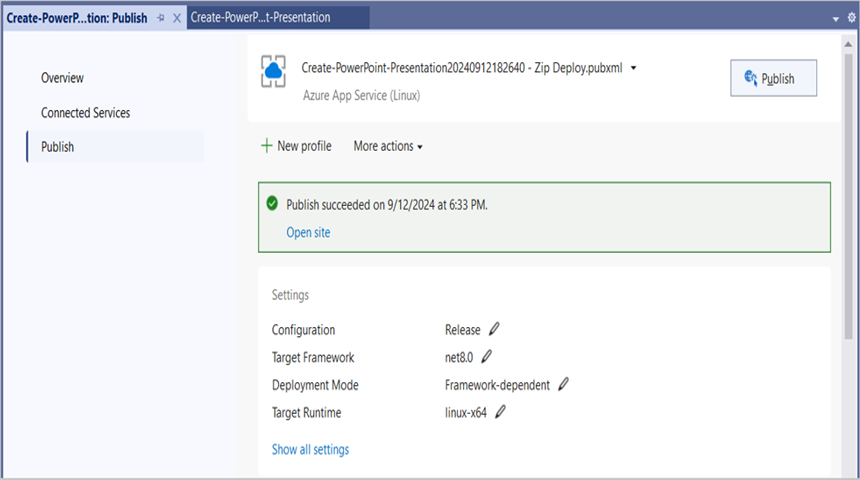 Create-PowerP...tion: Publish Create-PowerP...t-Presentation
Overview
Connected Services
Publish
Create-PowerPoint-Presentation20240912182640 - Zip Deploy.pubxml
Azure App Service (Linux)
Publish
New profile More actions
Publish succeeded on 9/12/2024 at 6:33 PM.
Open site
Settings
Configuration Release
Target Framework net8.0
Deployment Mode Framework-dependent
Target Runtime linux-x64
Show all settings